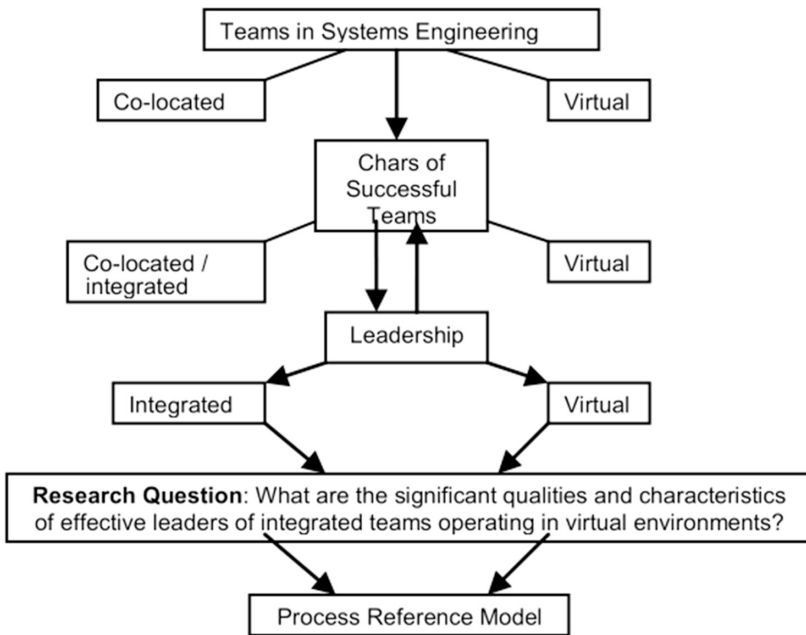 Teams in Systems Engineering
Co-located
Virtual
Chars of
Successful
Teams
Co-located /
integrated
Virtual
Leadership
Integrated
Virtual
Research Question: What are the significant qualities and characteristics
of effective leaders of integrated teams operating in virtual environments?
Process Reference Model